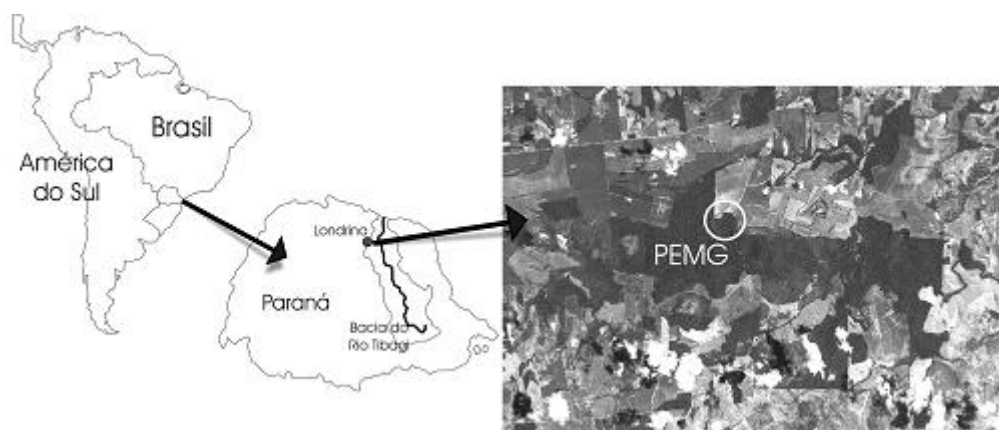 Brasil
América
do Sul
Londrina
Paraná
Bacia do
Rio Tibagi
PEMG